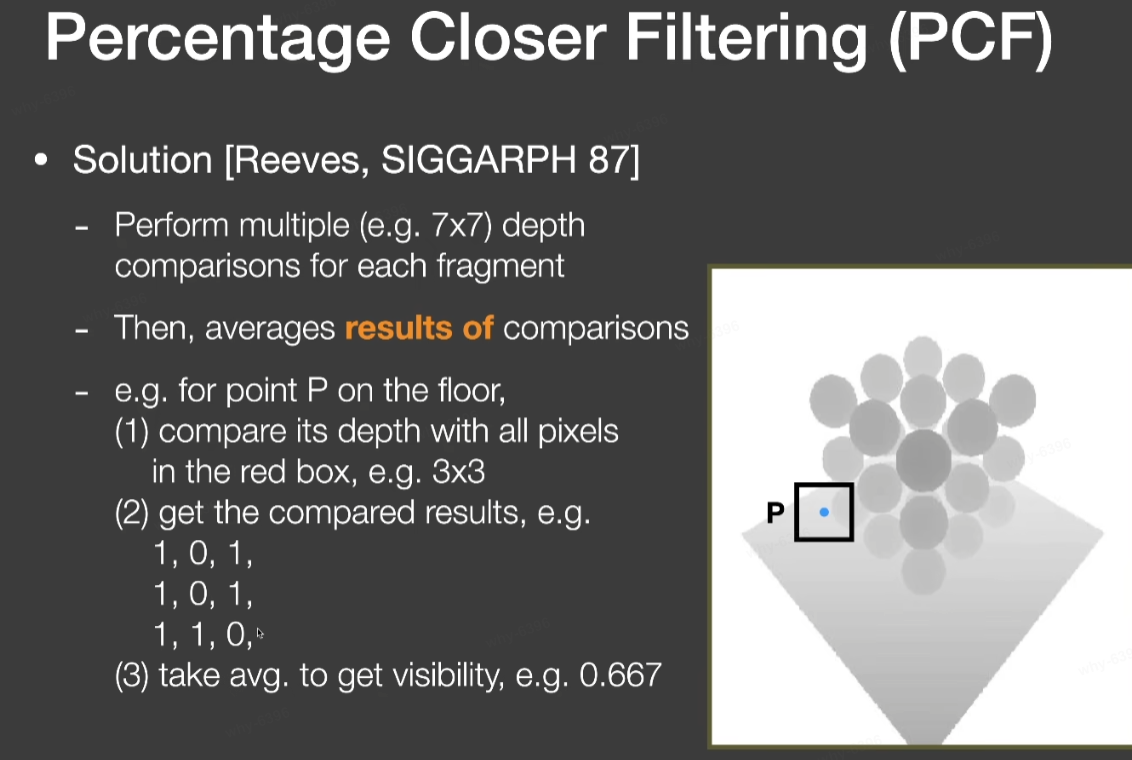 Percentage Closer Filtering (PCF)
• Solution [Reeves, SIGGARPH 87]
- Perform multiple (e.g. 7x7) depth
comparisons for each fragment
- Then, averages results of comparisons
- e.g. for point P on the floor,
(1) compare its depth with all pixels
in the red box, e.g. 3x3
(2) get the compared results, e.g.
1, 0, 1,
1, 0, 1,
1, 1, 0,
(3) take avg. to get visibility, e.g. 0.667
P